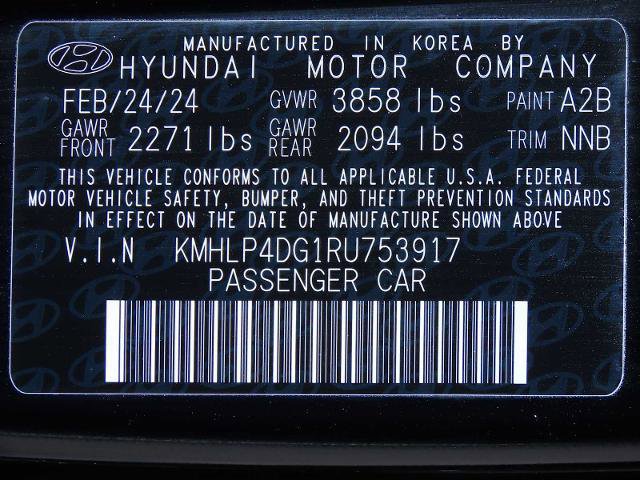 MANUFACTURED IN KOREA BY
HYUNDAI MOTOR COMPANY
FEB/24/24 GVWR 3858 lbs PAINT A2B
GAWR FRONT 2271 lbs GAWR REAR 2094 lbs TRIM NNB
THIS VEHICLE CONFORMS TO ALL APPLICABLE U.S.A. FEDERAL
MOTOR VEHICLE SAFETY, BUMPER, AND THEFT PREVENTION STANDARDS
IN EFFECT ON THE DATE OF MANUFACTURE SHOWN ABOVE
V.I.N KMHLP4DG1RU753917
PASSENGER CAR